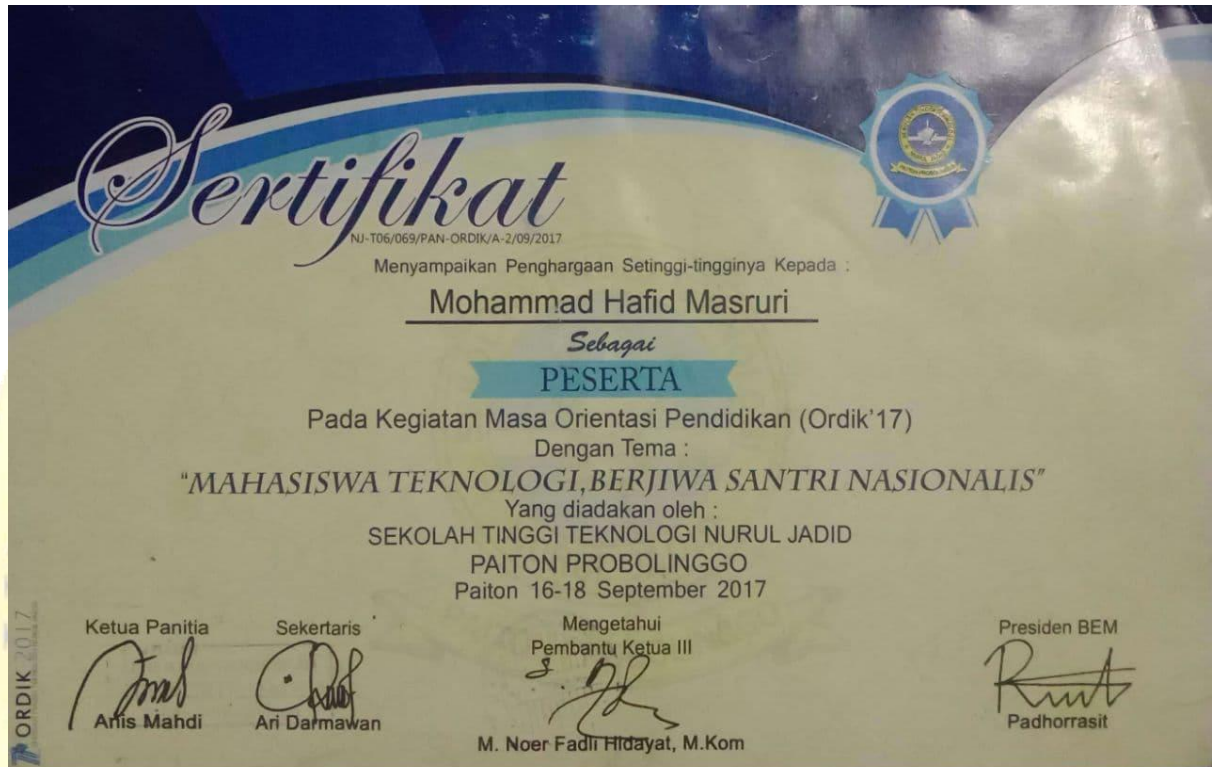 Sertifikat
NJ-T06/069/PAN-ORDIK/A-2/09/2017
Menyampaikan Penghargaan Setinggi-tingginya Kepada :
Mohammad Hafid Masruri
Sebagai
PESERTA
Pada Kegiatan Masa Orientasi Pendidikan (Ordik'17)
Dengan Tema :
"MAHASISWA TEKNOLOGI,BERJIWA SANTRI NASIONALIS"
Yang diadakan oleh :
SEKOLAH TINGGI TEKNOLOGI NURUL JADID
PAITON PROBOLINGGO
Paiton 16-18 September 2017
Ketua Panitia
Anis Mahdi
Sekertaris
Ari Darmawan
Mengetahui
Pembantu Ketua III
M. Noer Fadli Hidayat, M.Kom
Presiden BEM
Padhorrasit
ORDIK 2017